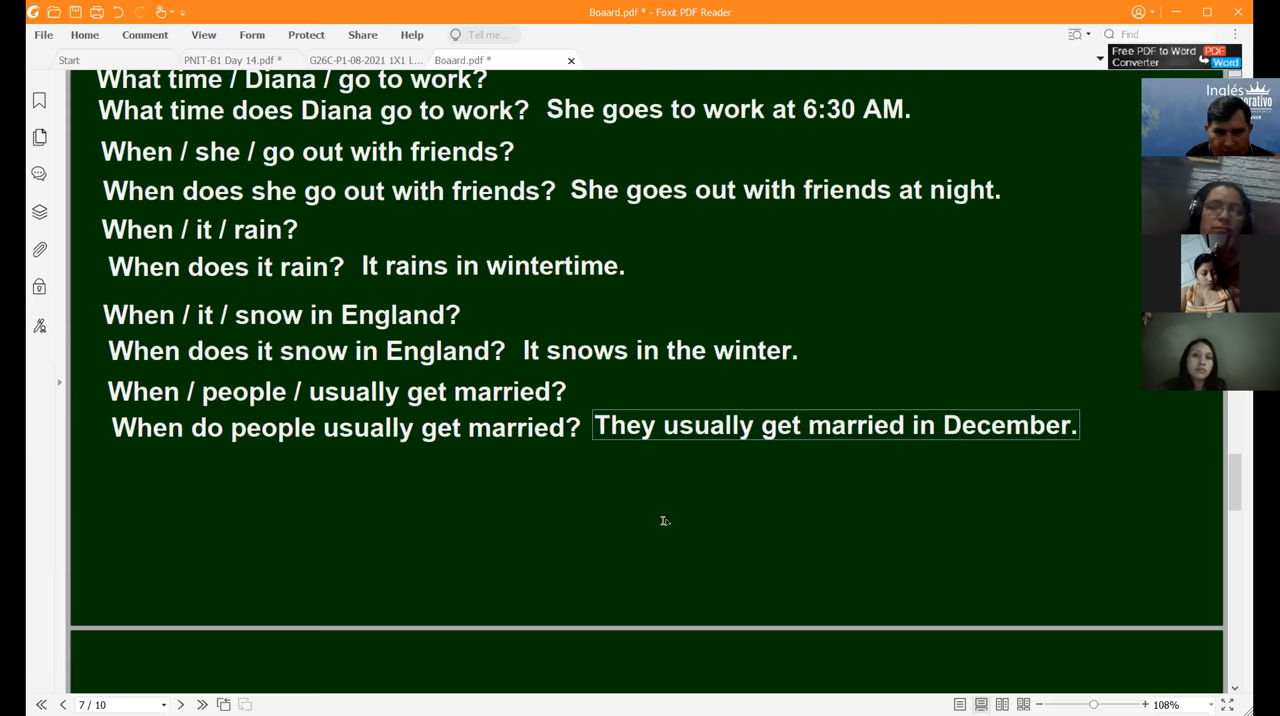 Boaard.pdf * - Foxit PDF Reader
File Home Comment View Form Protect Share Help Tell me... Find
Start PNIT-B1 Day 14.pdf * G26C-P1-08-2021 1X1 L... Boaard.pdf *
Free PDF to Word PDF
Converter Word
What time / Diana / go to work?
What time does Diana go to work? She goes to work at 6:30 AM.
When / she / go out with friends?
When does she go out with friends? She goes out with friends at night.
When / it / rain?
When does it rain? It rains in wintertime.
When / it / snow in England?
When does it snow in England? It snows in the winter.
When / people / usually get married?
When do people usually get married? They usually get married in December.
Inglés
7 / 10
108%